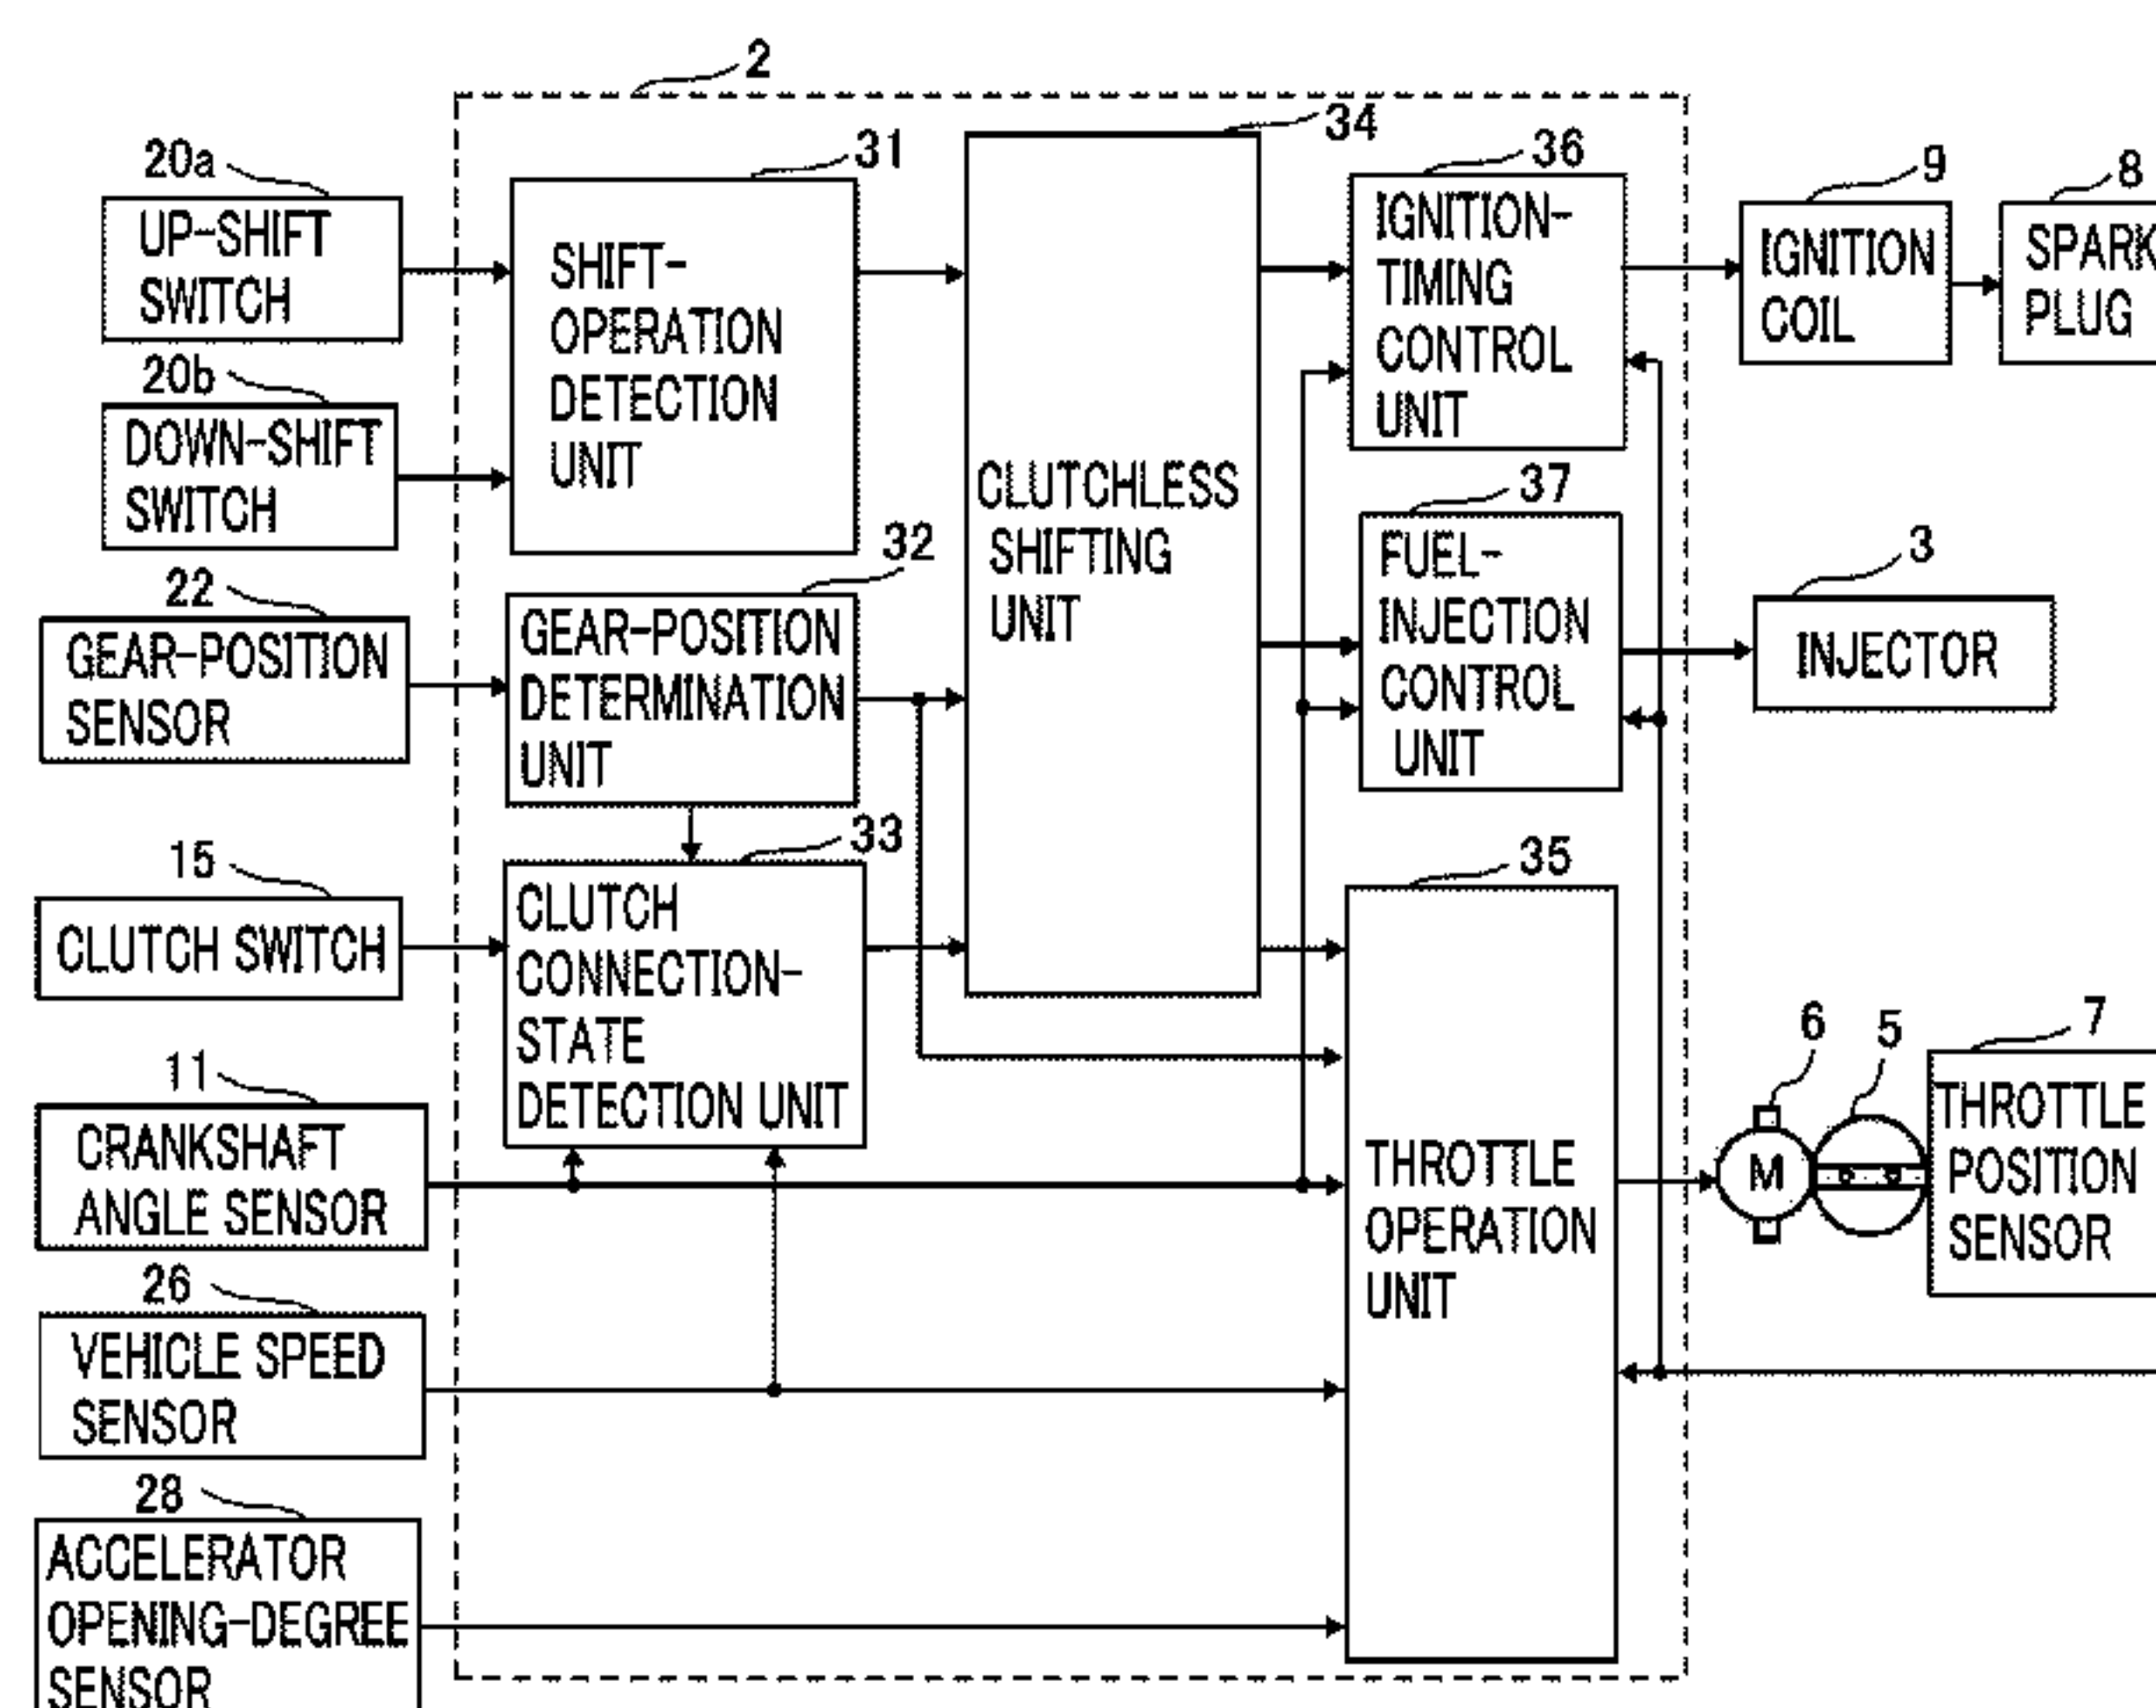 2
20a
UP-SHIFT
SWITCH
20b
DOWN-SHIFT
SWITCH
22
GEAR-POSITION
SENSOR
15
CLUTCH SWITCH
11
CRANKSHAFT
ANGLE SENSOR
26
VEHICLE SPEED
SENSOR
28
ACCELERATOR
OPENING-DEGREE
SENSOR
31
SHIFT-
OPERATION
DETECTION
UNIT
32
GEAR-POSITION
DETERMINATION
UNIT
33
CLUTCH
CONNECTION-
STATE
DETECTION UNIT
34
CLUTCHLESS
SHIFTING
UNIT
36
IGNITION-
TIMING
CONTROL
UNIT
37
FUEL-
INJECTION
CONTROL
UNIT
35
THROTTLE
OPERATION
UNIT
9
IGNITION
COIL
8
SPARK
PLUG
3
INJECTOR
6
M
5
7
THROTTLE
POSITION
SENSOR